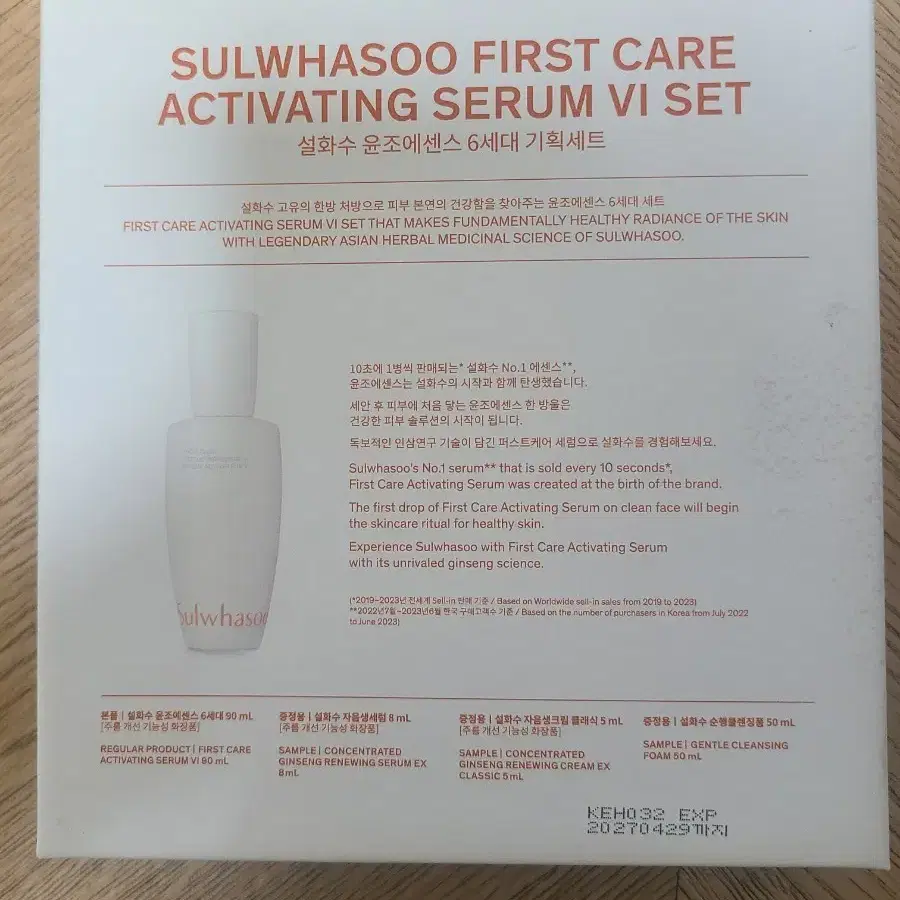 SULWHASOO FIRST CARE
ACTIVATING SERUM VI SET
설화수 윤조에센스 6세대 기획세트
설화수 고유의 한방 처방으로 피부 본연의 건강함을 찾아주는 윤조에센스 6세대 세트
FIRST CARE ACTIVATING SERUM VI SET THAT MAKES FUNDAMENTALLY HEALTHY RADIANCE OF THE SKIN
WITH LEGENDARY ASIAN HERBAL MEDICINAL SCIENCE OF SULWHASOO.
Sulwhasoo
10초에 1병씩 판매되는* 설화수 No.1 에센스**,
윤조에센스는 설화수의 시작과 함께 탄생했습니다.
세안 후 피부에 처음 닿는 윤조에센스 한 방울은
건강한 피부 솔루션의 시작이 됩니다.
독보적인 인삼연구 기술이 담긴 퍼스트케어 세럼으로 설화수를 경험해보세요.
Sulwhasoo's No.1 serum** that is sold every 10 seconds*,
First Care Activating Serum was created at the birth of the brand.
The first drop of First Care Activating Serum on clean face will begin
the skincare ritual for healthy skin.
Experience Sulwhasoo with First Care Activating Serum
with its unrivaled ginseng science.
(*2019~2023년 전세계 Sell-in 판매 기준 / Based on Worldwide sell-in sales from 2019 to 2023)
**2022년7월~2023년6월 한국 구매고객수 기준 / Based on the number of purchasers in Korea from July 2022
to June 2023)
본품 | 설화수 윤조에센스 6세대 90 mL
[주름 개선 기능성 화장품]
REGULAR PRODUCT | FIRST CARE
ACTIVATING SERUM VI 90 mL
증정용 | 설화수 자음생세럼 8 mL
[주름 개선 기능성 화장품]
SAMPLE | CONCENTRATED
GINSENG RENEWING SERUM EX
8 mL
증정용 | 설화수 자음생크림 클래식 5 mL
[주름 개선 기능성 화장품]
SAMPLE | CONCENTRATED
GINSENG RENEWING CREAM EX
CLASSIC 5 mL
증정용 | 설화수 순행클렌징폼 50 mL
SAMPLE | GENTLE CLEANSING
FOAM 50 mL
KEH032 EXP
20270429까지